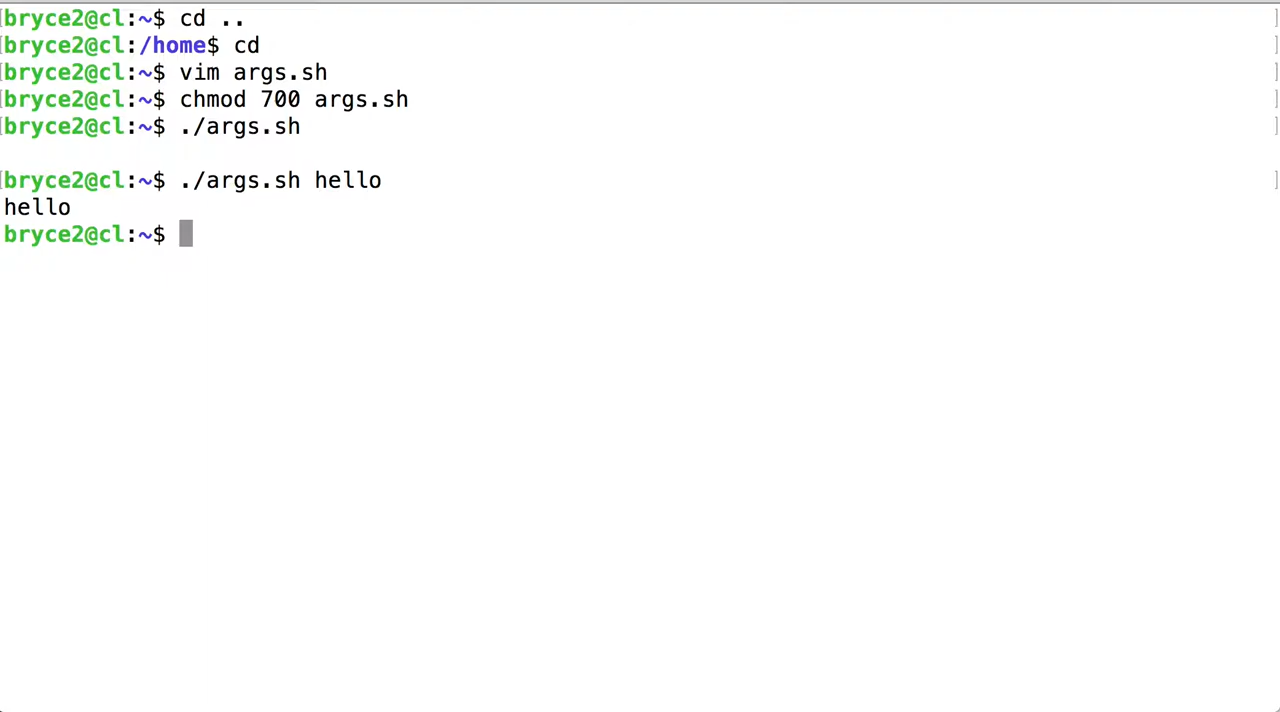 [bryce2@cl:~$ cd .. ]
[bryce2@cl:/home$ cd ]
[bryce2@cl:~$ vim args.sh ]
[bryce2@cl:~$ chmod 700 args.sh ]
[bryce2@cl:~$ ./args.sh ]
[bryce2@cl:~$ ./args.sh hello ]
hello
bryce2@cl:~$